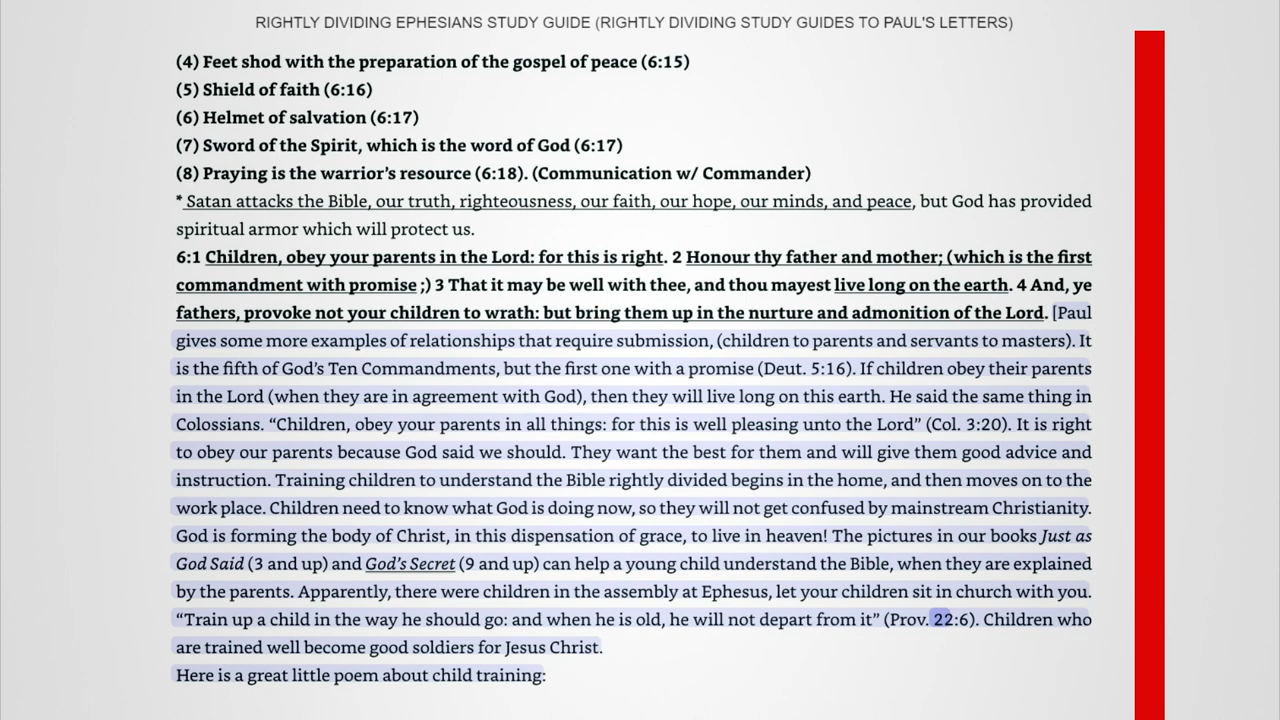 RIGHTLY DIVIDING EPHESIANS STUDY GUIDE (RIGHTLY DIVIDING STUDY GUIDES TO PAUL'S LETTERS)
(4) Feet shod with the preparation of the gospel of peace (6:15)
(5) Shield of faith (6:16)
(6) Helmet of salvation (6:17)
(7) Sword of the Spirit, which is the word of God (6:17)
(8) Praying is the warrior’s resource (6:18). (Communication w/ Commander)
* Satan attacks the Bible, our truth, righteousness, our faith, our hope, our minds, and peace, but God has provided
spiritual armor which will protect us.
6:1 Children, obey your parents in the Lord: for this is right. 2 Honour thy father and mother; (which is the first
commandment with promise ;) 3 That it may be well with thee, and thou mayest live long on the earth. 4 And, ye
fathers, provoke not your children to wrath: but bring them up in the nurture and admonition of the Lord. [Paul
gives some more examples of relationships that require submission, (children to parents and servants to masters). It
is the fifth of God’s Ten Commandments, but the first one with a promise (Deut. 5:16). If children obey their parents
in the Lord (when they are in agreement with God), then they will live long on this earth. He said the same thing in
Colossians. “Children, obey your parents in all things: for this is well pleasing unto the Lord” (Col. 3:20). It is right
to obey our parents because God said we should. They want the best for them and will give them good advice and
instruction. Training children to understand the Bible rightly divided begins in the home, and then moves on to the
work place. Children need to know what God is doing now, so they will not get confused by mainstream Christianity.
God is forming the body of Christ, in this dispensation of grace, to live in heaven! The pictures in our books Just as
God Said (3 and up) and God’s Secret (9 and up) can help a young child understand the Bible, when they are explained
by the parents. Apparently, there were children in the assembly at Ephesus, let your children sit in church with you.
“Train up a child in the way he should go: and when he is old, he will not depart from it” (Prov. 22:6). Children who
are trained well become good soldiers for Jesus Christ.
Here is a great little poem about child training: